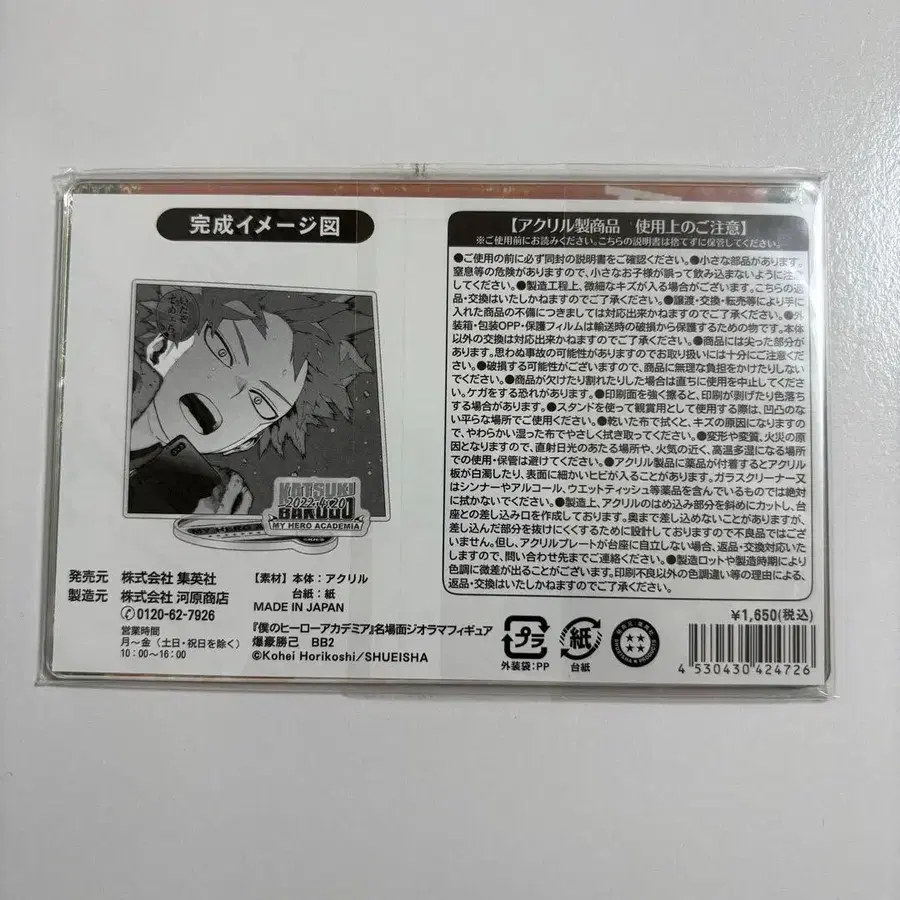 完成イメージ図
KATSUKI
2022.4.20
BAKUGO
MY HERO ACADEMIA
発売元 株式会社 集英社
製造元 株式会社 河原商店
0120-62-7926
営業時間
月~金(土日・祝日を除く)
10:00~16:00
【素材】本体:アクリル
台紙:紙
MADE IN JAPAN
『僕のヒーローアカデミア』名場面ジオラマフィギュア
爆豪勝己 BB2
©Kohei Horikoshi/SHUEISHA
【アクリル製商品 使用上のご注意】
※ご使用前にお読みください。こちらの説明書は捨てずに保管してください。
●ご使用の前に必ず同封の説明書をご確認ください。●小さな部品があります。
窒息等の危険がありますので、小さなお子様が誤って飲み込まないように注意
してください。●製造工程上、微細なキズが入る場合がございます。こちらの返
品・交換はいたしかねますのでご了承ください。●譲渡・交換・転売等により手に
入れた商品の不備につきましては対応出来かねますのでご了承ください。●外
装箱・包装OPP・保護フィルムは輸送時の破損から保護するための物です。本体
以外の交換は対応出来かねますのでご了承ください。●商品には尖った部分が
あります。思わぬ事故の可能性がありますのでお取り扱いには十分にご注意くだ
さい。●破損する可能性がございますので、商品に無理な負担をかけたりしない
でください。●商品が欠けたり割れたりした場合は直ちに使用を中止してくださ
い。ケガをする恐れがあります。●印刷面を強く擦ると、印刷が剥げたり色落ち
する場合があります。●スタンドを使って観賞用として使用する際は、凹凸のな
い平らな場所でご使用ください。●乾いた布で拭くと、キズの原因になりますの
で、やわらかい湿った布でやさしく拭き取ってください。●変形や変質、火災の原
因となりますので、直射日光のあたる場所や、火気の近く、高温多湿になる場所
での使用・保管は避けてください。●アクリル製品に薬品が付着するとアクリル
板が白濁したり、表面に細かいヒビが入ることがあります。ガラスクリーナー又
はシンナーやアルコール、ウエットティッシュ等薬品を含んでいるものでは絶対
に拭かないでください。●製造上、アクリルのはめ込み部分を斜めにカットし、台
座との差し込み口を作成しております。奥まで差し込めないことがありますが、
差し込んだ部分を抜けにくくするために設計しておりますので不良品ではござ
いません。但し、アクリルプレートが台座に自立しない場合、返品・交換対応いた
しますので、問い合わせ先までご連絡ください。●製造ロットや製造時期により
色調に微差が出ることがございます。印刷不良以外の色調違い等の理由による、
返品・交換はいたしかねますのでご了承ください。
¥1,650(税込)
プラ
外装袋:PP
紙
台紙
4 530430 424726